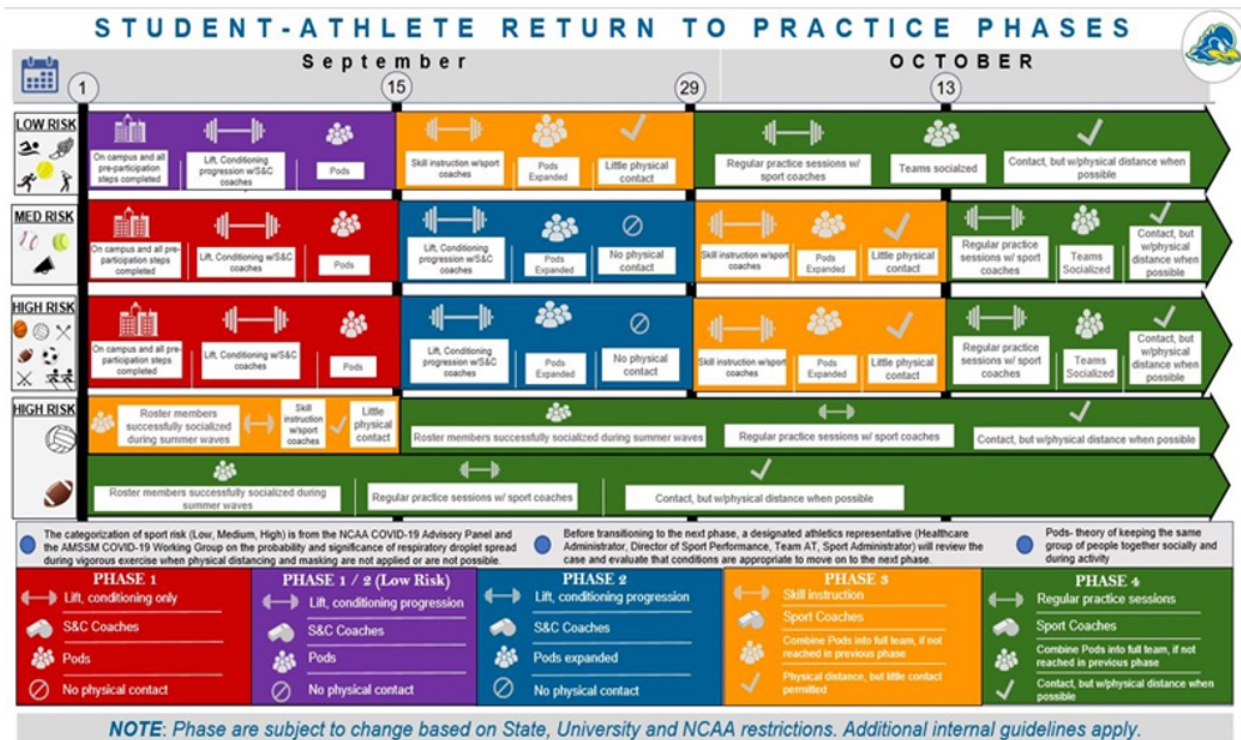 STUDENT-ATHLETE RETURN TO PRACTICE PHASES
September
OCTOBER
1
15
29
13
LOW RISK
On campus and all
pre-participation
steps completed
Lift, Conditioning
progression w/S&C
coaches
Pods
Skill instruction w/sport
coaches
Pods
Expanded
Little physical
contact
Regular practice sessions w/
sport coaches
Teams socialzed
Contact, but w/physical distance when
possible
MED RISK
On campus and all pre-
participation steps
completed
Lift, Conditioning w/S&C
coaches
Pods
Lift, Conditioning
progression w/S&C
coaches
Pods
Expanded
No physical
contact
Skill instruction w/sport
coaches
Pods
Expanded
Little physical
contact
Regular practice
sessions w/ sport
coaches
Teams
Socialized
Contact, but
w/physical
distance when
possible
HIGH RISK
On campus and all pre-
participation steps
completed
Lift, Conditioning w/S&C
coaches
Pods
Lift, Conditioning
progression w/S&C
coaches
Pods
Expanded
No physical
contact
Skill instruction w/sport
coaches
Pods
Expanded
Little physical
contact
Regular practice
sessions w/ sport
coaches
Teams
Socialized
Contact, but
w/physical
distance when
possible
HIGH RISK
Roster members
successfully socialized
during summer waves
Skill
instruction
w/sport
coaches
Little
physical
contact
Roster members successfully socialized during summer waves
Regular practice sessions w/ sport coaches
Contact, but w/physical distance when possible
Roster members successfully socialized during
summer waves
Regular practice sessions w/ sport coaches
Contact, but w/physical distance when possible
The categorization of sport risk (Low, Medium, High) is from the NCAA COVID-19 Advisory Panel and
the AMSSM COVID-19 Working Group on the probability and significance of respiratory droplet spread
during vigorous exercise when physical distancing and masking are not applied or are not possible.
Before transitioning to the next phase, a designated athletics representative (Healthcare
Administrator, Director of Sport Performance, Team AT, Sport Administrator) will review the
case and evaluate that conditions are appropriate to move on to the next phase.
Pods- theory of keeping the same
group of people together socially and
during activity
PHASE 1
Lift, conditioning only
S&C Coaches
Pods
No physical contact
PHASE 1 / 2 (Low Risk)
Lift, conditioning progression
S&C Coaches
Pods
No physical contact
PHASE 2
Lift, conditioning progression
S&C Coaches
Pods expanded
No physical contact
PHASE 3
Skill instruction
Sport Coaches
Combine Pods into full team, if not
reached in previous phase
Physical distance, but little contact
permitted
PHASE 4
Regular practice sessions
Sport Coaches
Combine Pods into full team, if not
reached in previous phase
Contact, but w/physical distance when
possible
NOTE: Phase are subject to change based on State, University and NCAA restrictions. Additional internal guidelines apply.